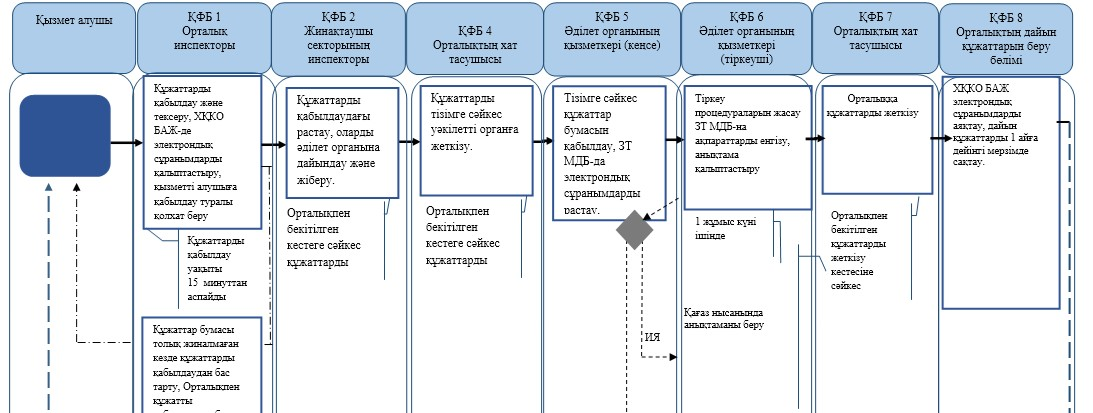 Қызмет алушы
ҚФБ 1
Орталық
инспекторы
ҚФБ 2
Жинақтаушы
секторының
инспекторы
ҚФБ 4
Орталықтың хат
тасушысы
ҚФБ 5
Әділет органының
қызметкері (кеңсе)
ҚФБ 6
Әділет органының
қызметкері
(тіркеуші)
ҚФБ 7
Орталықтың хат
тасушысы
ҚФБ 8
Орталықтың дайын
құжаттарын беру
бөлімі
Құжаттарды
қабылдау және
тексеру, ХҚКО
БАЖ-де
электрондық
сұранымдарды
қалыптастыру,
қызметті алушыға
қабылдау туралы
қолхат беру
Құжаттарды
қабылдаудағы
растау, оларды
әділет органына
дайындау және
жіберу.
Құжаттарды
тізімге сәйкес
уәкілетті органға
жеткізу.
Тізімге сәйкес
құжаттар
бумасын
қабылдау, ЗТ
МДБ-да
электрондық
сұранымдарды
растау.
Тіркеу
процедураларын жасау
ЗТ МДБ-на
ақпараттарды енгізу,
анықтама
қалыптастыру
Орталыққа
құжаттарды жеткізу
ХҚКО БАЖ
электрондық
сұранымдарды
аяқтау, дайын
құжаттарды 1 айға
дейінгі мерзімде
сақтау.
Құжаттарды
қабылдау
уақыты
15 минуттан
аспайды
Орталықпен
бекітілген
кестеге сәйкес
құжаттарды
Орталықпен
бекітілген
кестеге сәйкес
құжаттарды
1 жұмыс күні
ішінде
Орталықпен
бекітілген
құжаттарды
жеткізу
кестесіне
сәйкес
Қағаз нысанында
анықтаманы беру
ИЯ
Құжаттар бумасы
толық жиналмаған
кезде құжаттарды
қабылдаудан бас
тарту, Орталықпен
құжатты